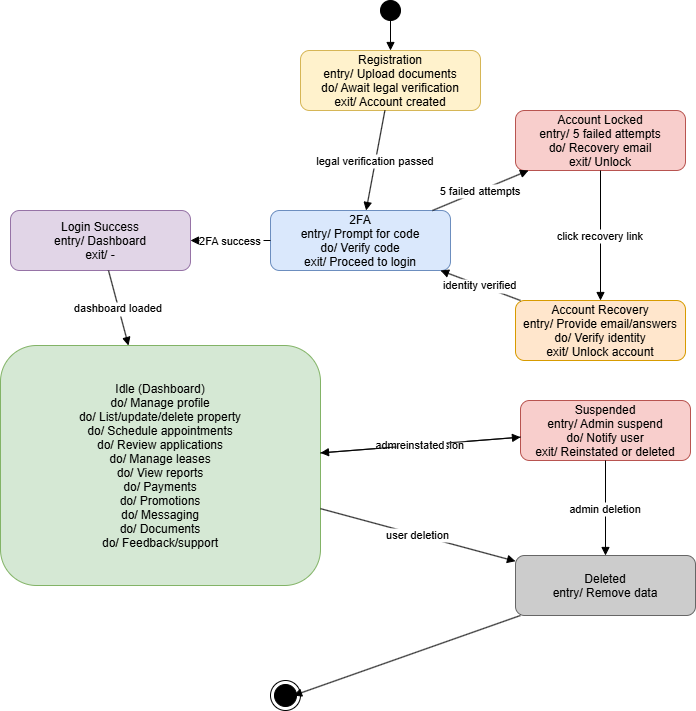 Registration
entry/ Upload documents
do/ Await legal verification
exit/ Account created
legal verification passed
Account Locked
entry/ 5 failed attempts
do/ Recovery email
exit/ Unlock
5 failed attempts
2FA
entry/ Prompt for code
do/ Verify code
exit/ Proceed to login
Login Success
entry/ Dashboard
exit/ -
2FA success
click recovery link
identity verified
Account Recovery
entry/ Provide email/answers
do/ Verify identity
exit/ Unlock account
dashboard loaded
Idle (Dashboard)
do/ Manage profile
do/ List/update/delete property
do/ Schedule appointments
do/ Review applications
do/ Manage leases
do/ View reports
do/ Payments
do/ Promotions
do/ Messaging
do/ Documents
do/ Feedback/support
Suspended
entry/ Admin suspend
do/ Notify user
exit/ Reinstated or deleted
reinstated
admin deletion
user deletion
Deleted
entry/ Remove data